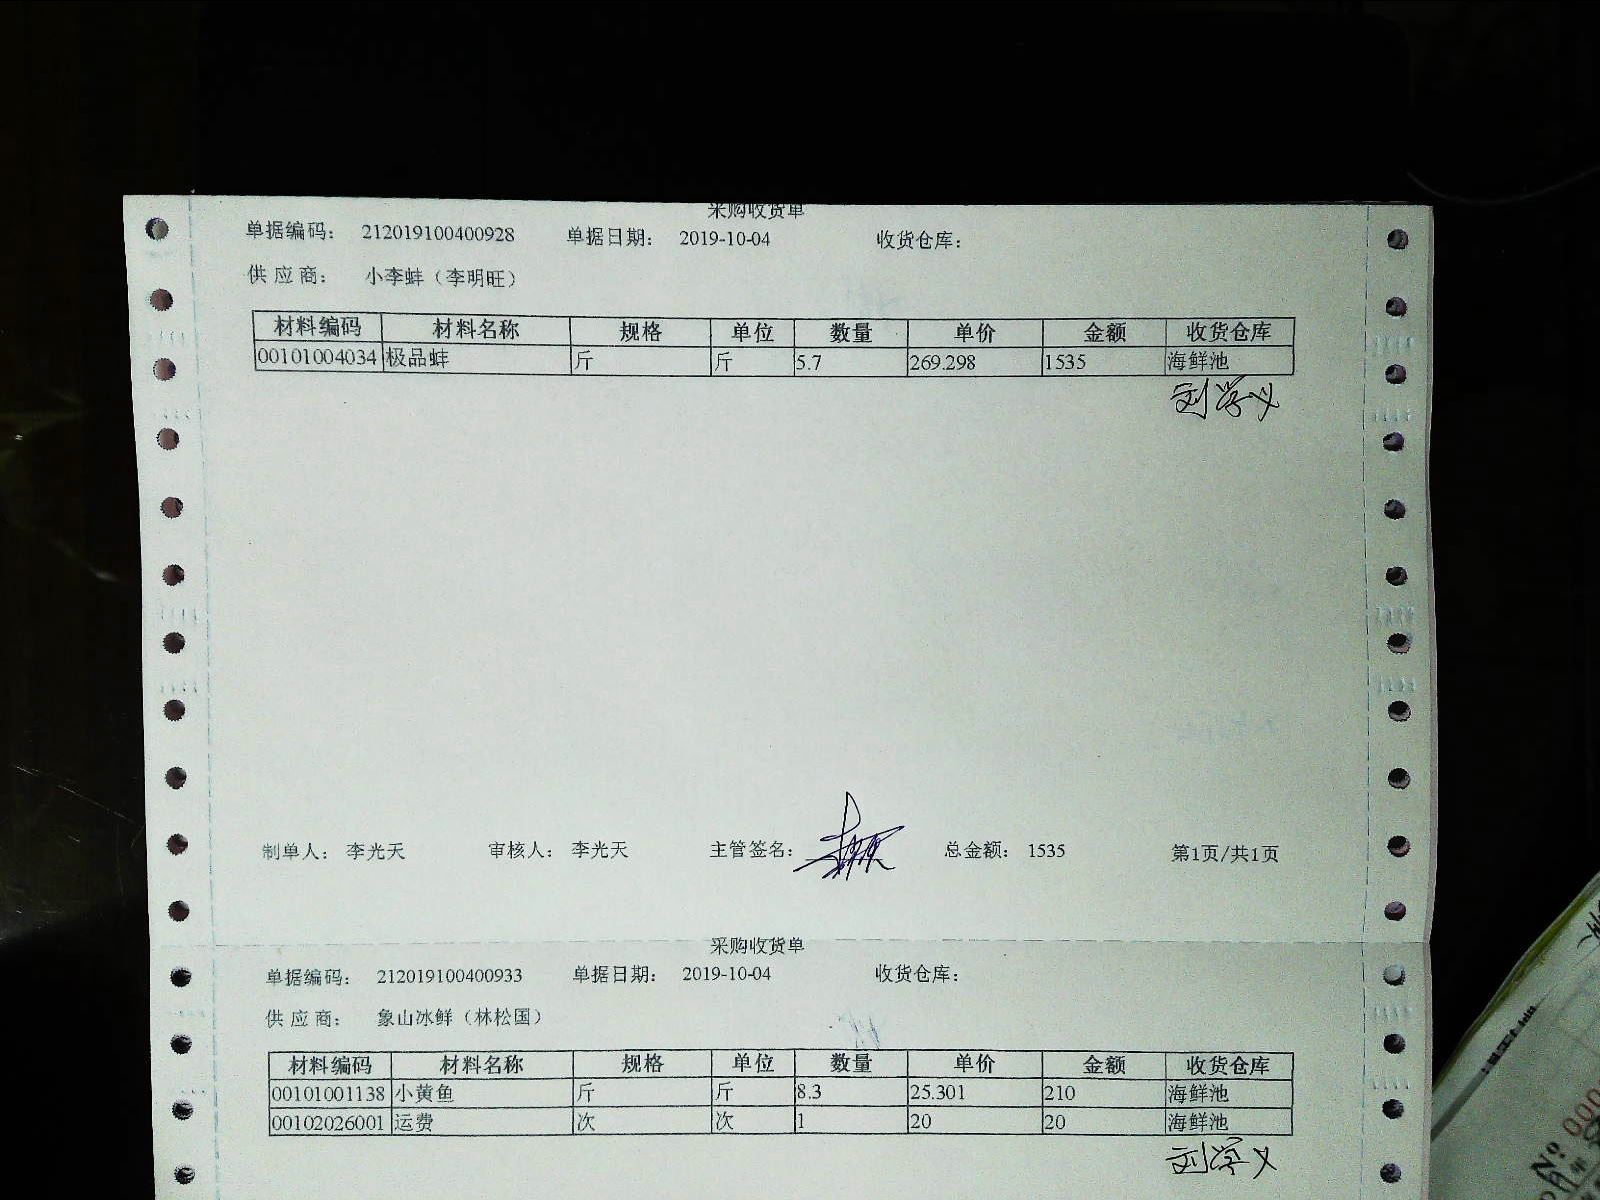 采购收货单
单据编码： 212019100400928 单据日期： 2019-10-04 收货仓库：
供应商： 小李蚌（李明旺）
材料编码 材料名称 规格 单位 数量 单价 金额 收货仓库
00101004034 极品蚌 斤 斤 5.7 269.298 1535 海鲜池
刘学义
制单人： 李光天 审核人： 李光天 主管签名： 总金额： 1535 第1页/共1页
采购收货单
单据编码： 212019100400933 单据日期： 2019-10-04 收货仓库：
供应商： 象山冰鲜（林松国）
材料编码 材料名称 规格 单位 数量 单价 金额 收货仓库
00101001138 小黄鱼 斤 斤 8.3 25.301 210 海鲜池
00102026001 运费 次 次 1 20 20 海鲜池
刘学义
№ 000